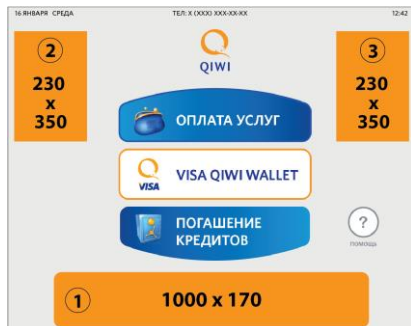 16 ЯНВАРЯ СРЕДА
ТЕЛ: X (XXX) XXX-XX-XX
12:42
2
230
x
350
QIWI
3
230
x
350
ОПЛАТА УСЛУГ
VISA
VISA QIWI WALLET
ПОГАШЕНИЕ
КРЕДИТОВ
?
ПОМОЩЬ
1
1000 x 170